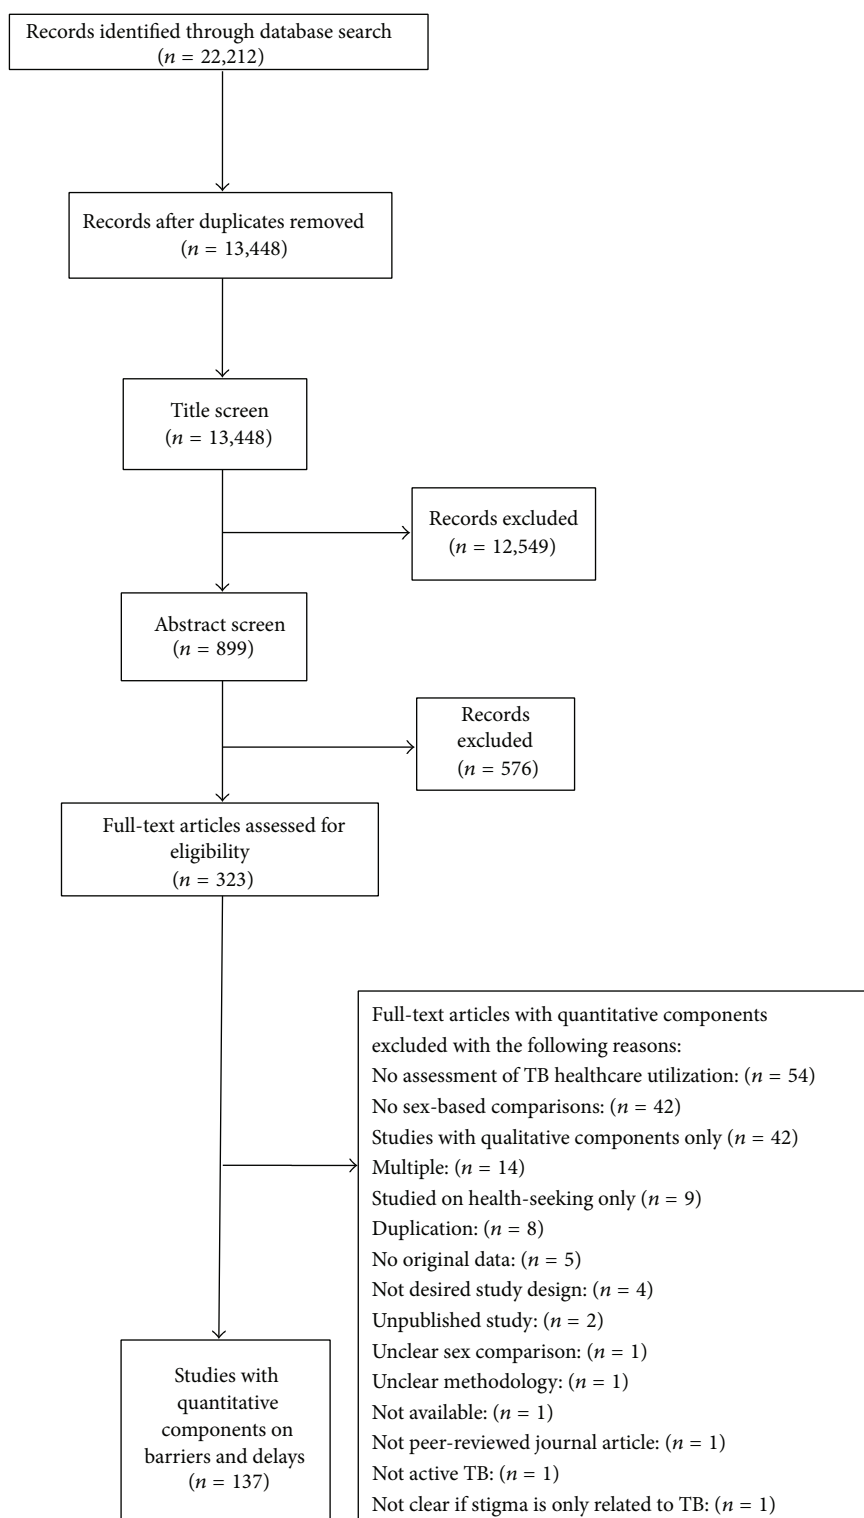 Records identified through database search
(n = 22,212)
Records after duplicates removed
(n = 13,448)
Title screen
(n = 13,448)
Records excluded
(n = 12,549)
Abstract screen
(n = 899)
Records
excluded
(n = 576)
Full-text articles assessed for
eligibility
(n = 323)
Full-text articles with quantitative components
excluded with the following reasons:
No assessment of TB healthcare utilization: (n = 54)
No sex-based comparisons: (n = 42)
Studies with qualitative components only (n = 42)
Multiple: (n = 14)
Studied on health-seeking only (n = 9)
Duplication: (n = 8)
No original data: (n = 5)
Not desired study design: (n = 4)
Unpublished study: (n = 2)
Unclear sex comparison: (n = 1)
Unclear methodology: (n = 1)
Not available: (n = 1)
Not peer-reviewed journal article: (n = 1)
Not active TB: (n = 1)
Not clear if stigma is only related to TB: (n = 1)
Studies with
quantitative
components on
barriers and delays
(n = 137)